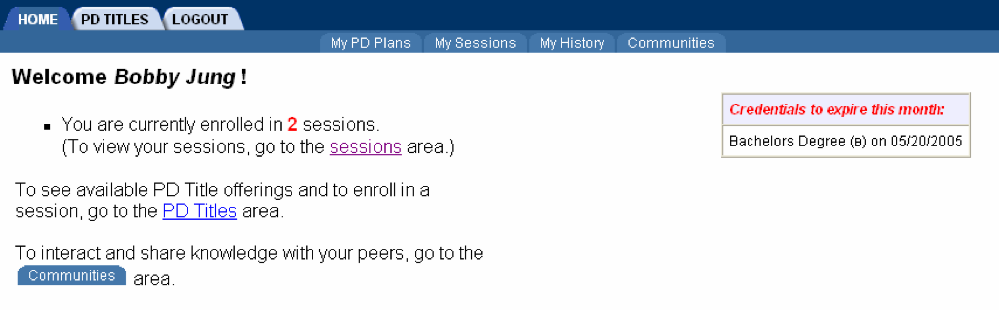 HOME PD TITLES LOGOUT
My PD Plans My Sessions My History Communities
Welcome Bobby Jung !
Credentials to expire this month:
Bachelors Degree (B) on 05/20/2005
▪ You are currently enrolled in 2 sessions.
(To view your sessions, go to the sessions area.)
To see available PD Title offerings and to enroll in a
session, go to the PD Titles area.
To interact and share knowledge with your peers, go to the
Communities area.